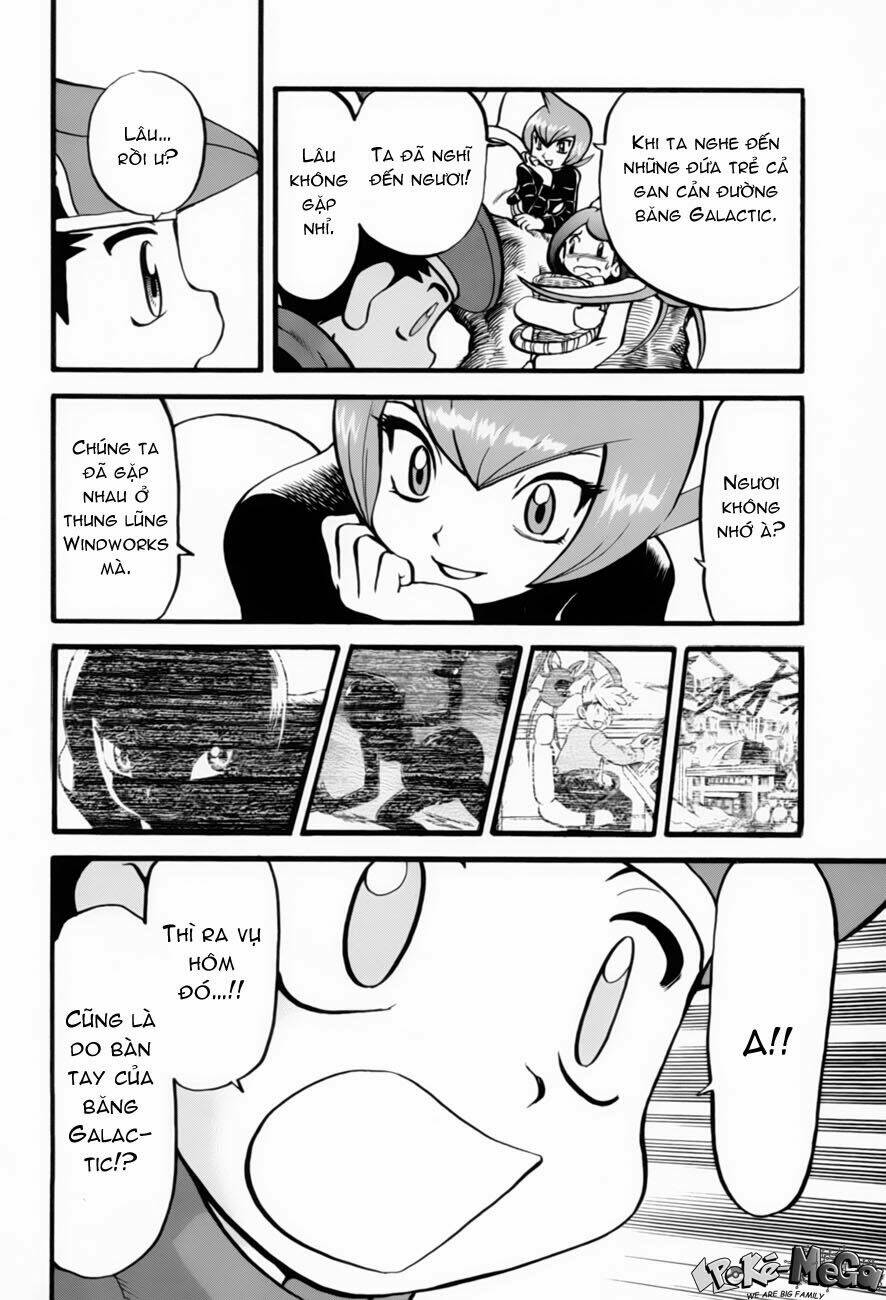 KHI TA NGHE ĐẾN
NHỮNG ĐỨA TRẺ CẢ
GAN CẢN ĐƯỜNG
BĂNG GALACTIC.
TA ĐÃ NGHĨ
ĐẾN NGƯƠI!
LÂU
KHÔNG
GẶP
NHỈ.
LÂU...
RỒI Ư?
NGƯƠI
KHÔNG
NHỚ À?
CHÚNG TA
ĐÃ GẶP
NHAU Ở
THUNG LŨNG
WINDWORKS
MÀ.
A!!
THÌ RA VỤ
HÔM
ĐÓ...!!
CŨNG LÀ
DO BÀN
TAY CỦA
BĂNG
GALAC-
TIC!?
POKÉ-MEGA
WE ARE BIG FAMILY